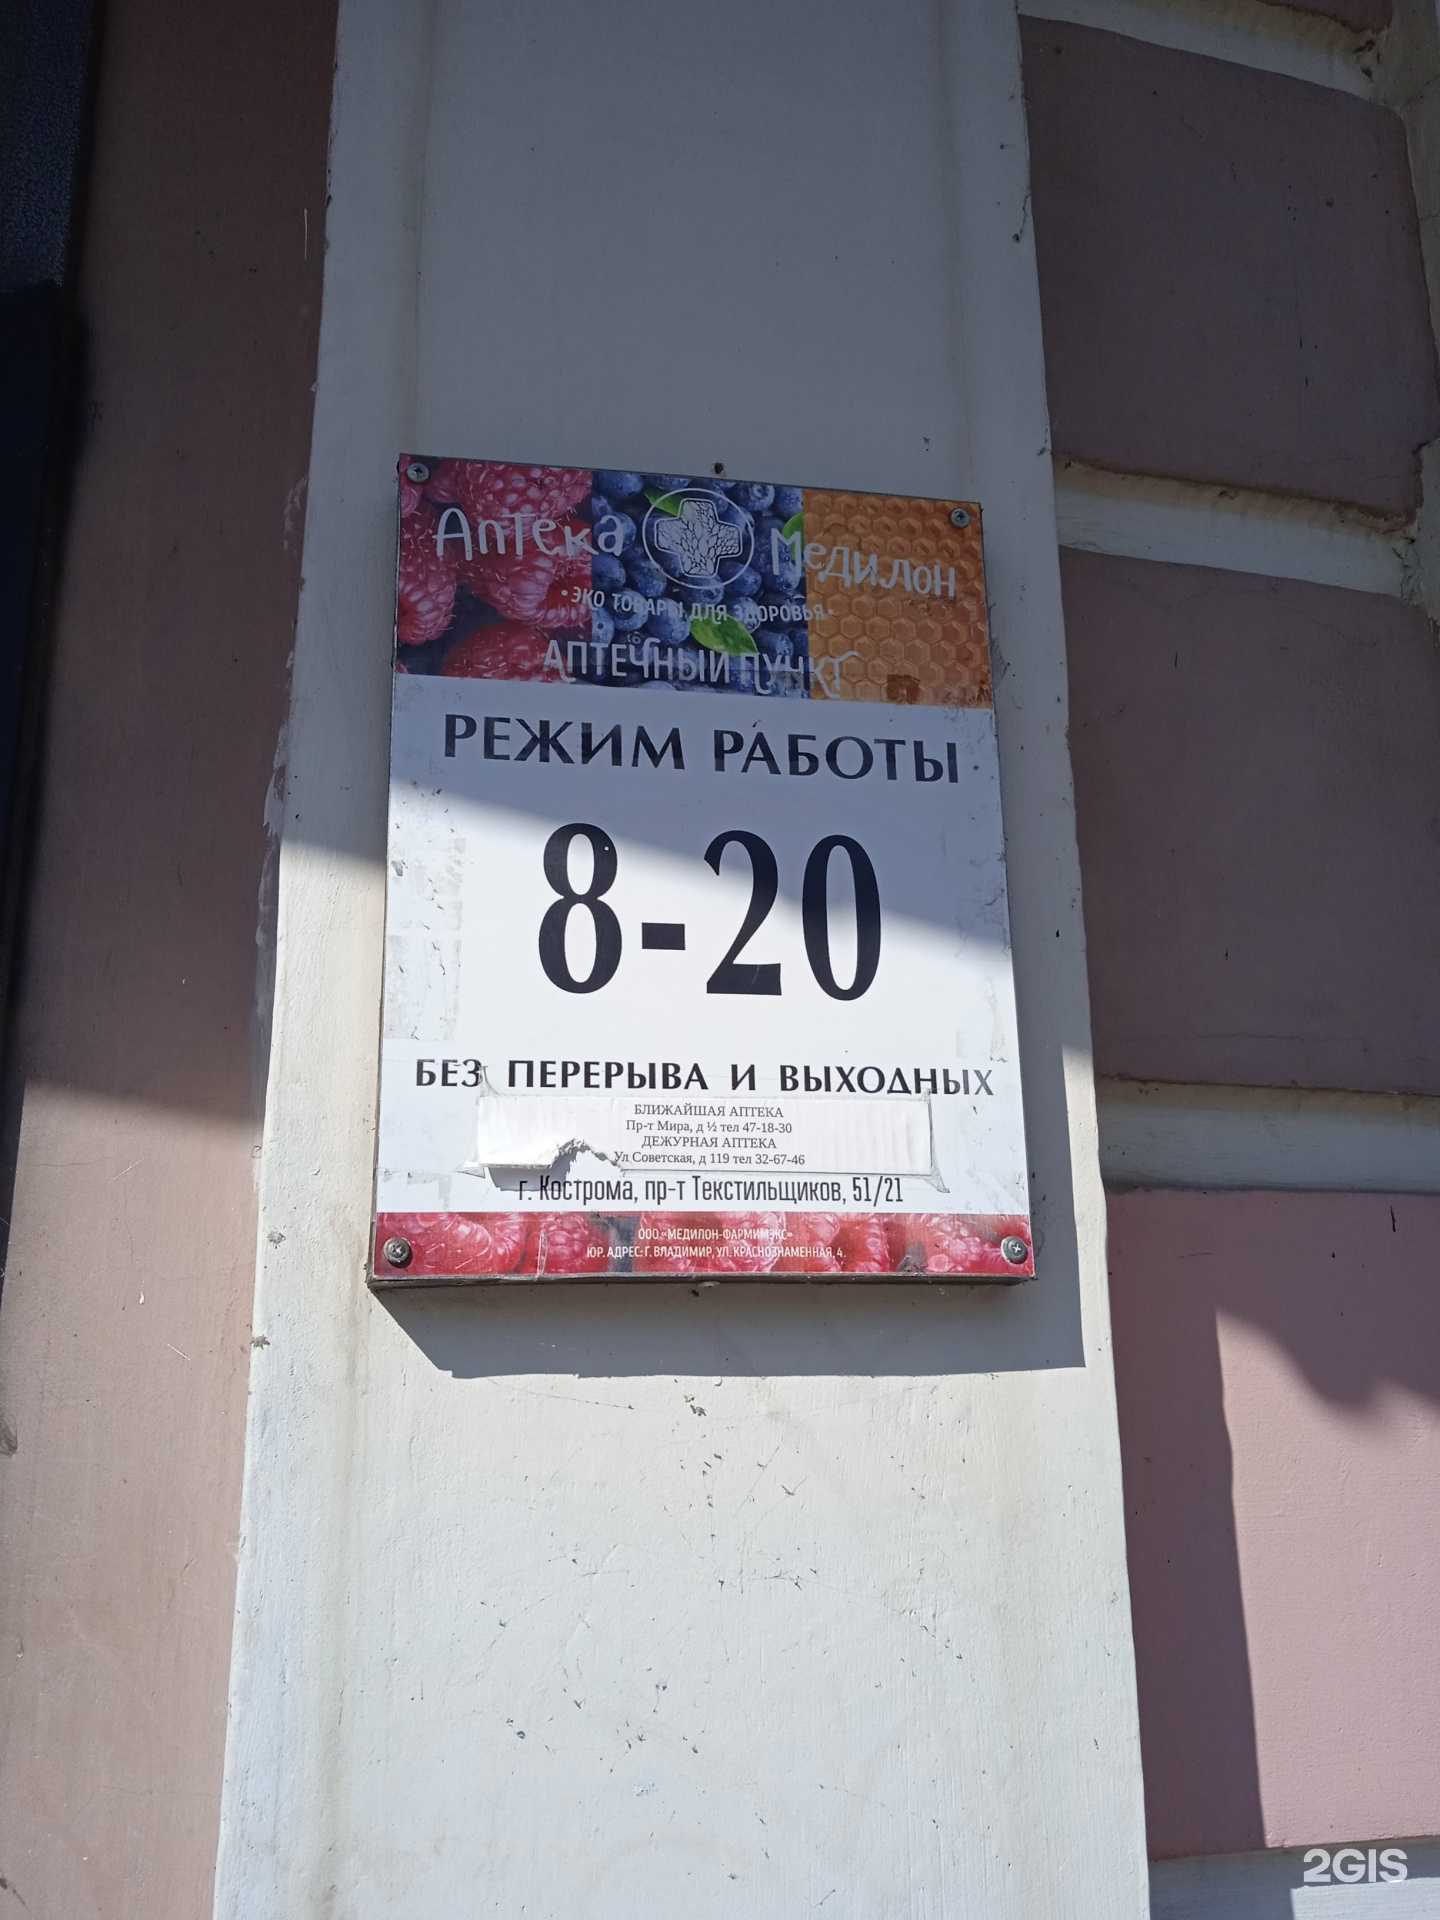 Аптека Медилон
• ЭКО ТОВАРЫ ДЛЯ ЗДОРОВЬЯ •
АПТЕЧНЫЙ ПУНКТ
РЕЖИМ РАБОТЫ
8-20
БЕЗ ПЕРЕРЫВА И ВЫХОДНЫХ
БЛИЖАЙШАЯ АПТЕКА
Пр-т Мира, д ½ тел 47-18-30
ДЕЖУРНАЯ АПТЕКА
Ул Советская, д 119 тел 32-67-46
г. Кострома, пр-т Текстильщиков, 51/21
ООО «МЕДИЛОН-ФАРМИМЭКС»
ЮР. АДРЕС: Г. ВЛАДИМИР, УЛ. КРАСНОЗНАМЕННАЯ, 4.
2GIS